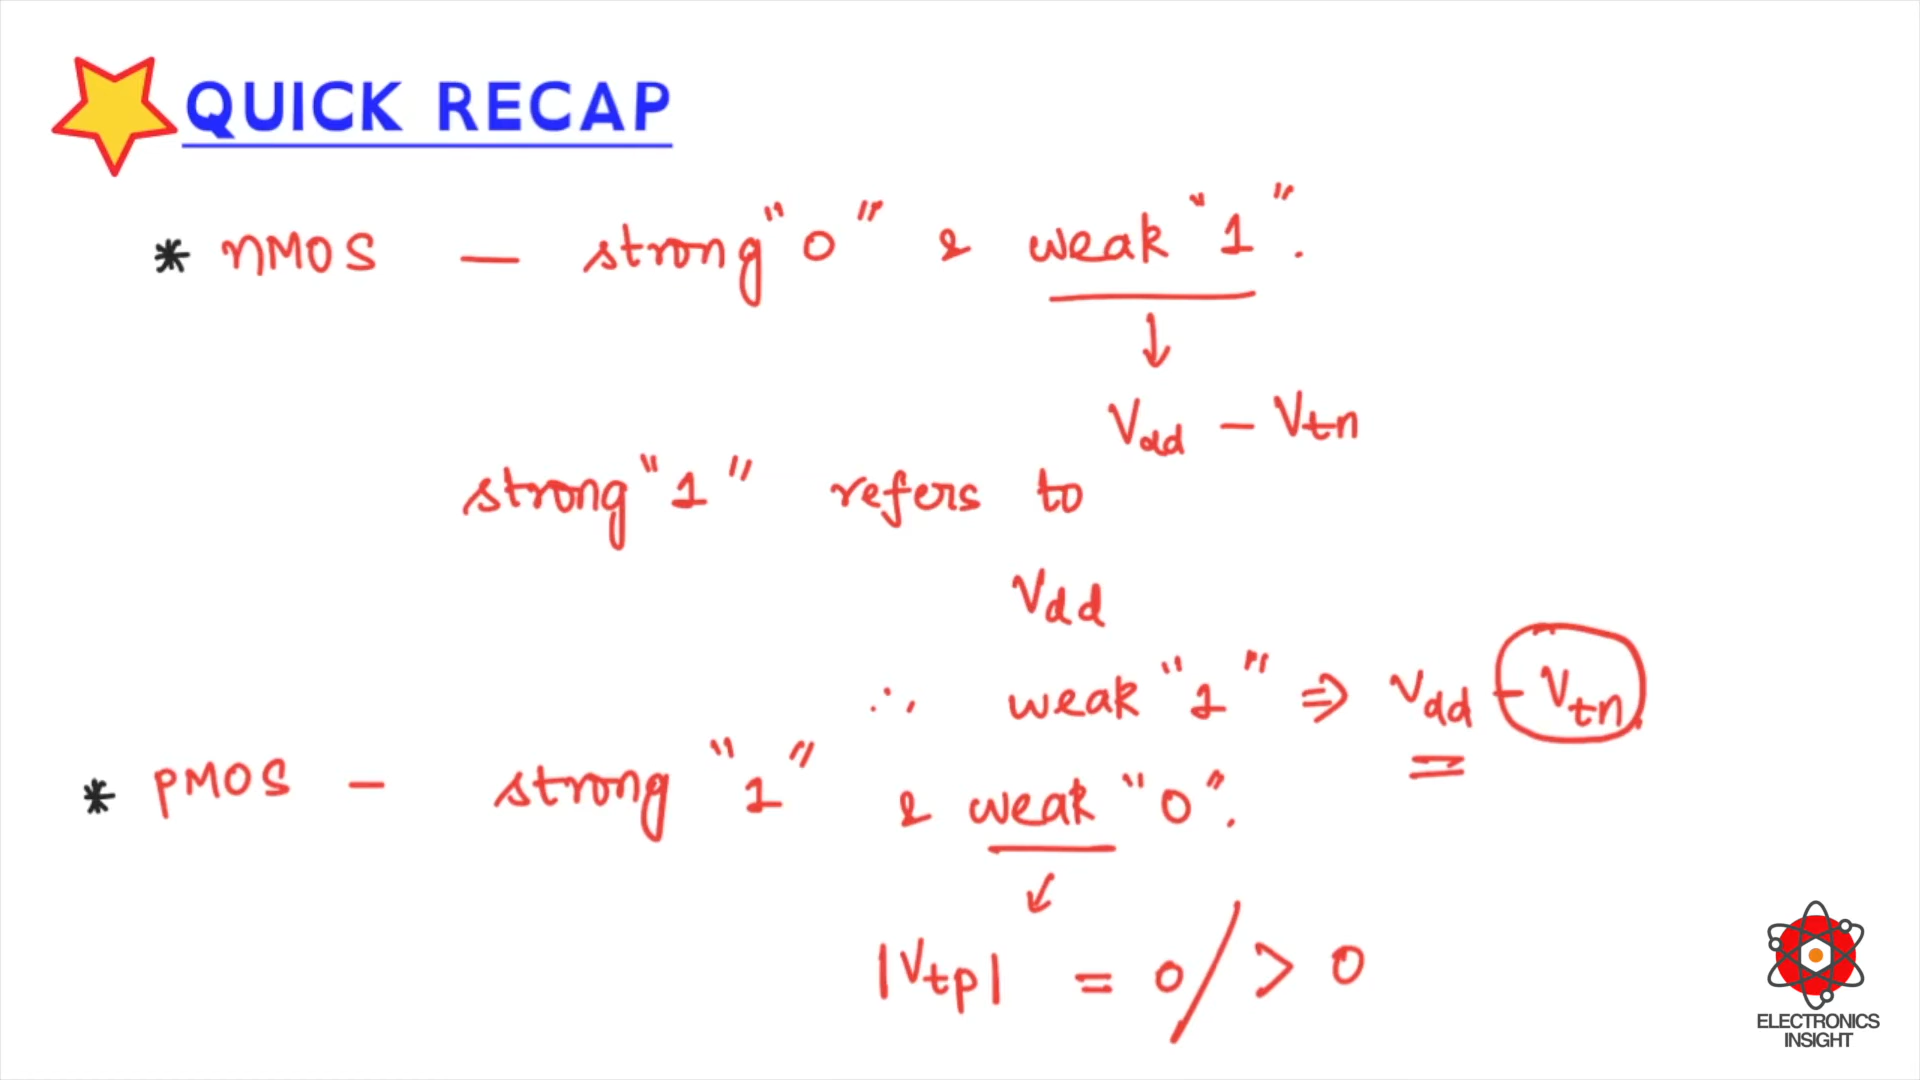 QUICK RECAP
* nMOS — strong "0" & weak "1".
↓
Vdd - Vtn
strong "1" refers to
Vdd
∴ weak "1" ⇒ Vdd - Vtn
* pMOS - strong "1" & weak "0".
↙
|Vtp| = 0 / > 0
ELECTRONICS
INSIGHT